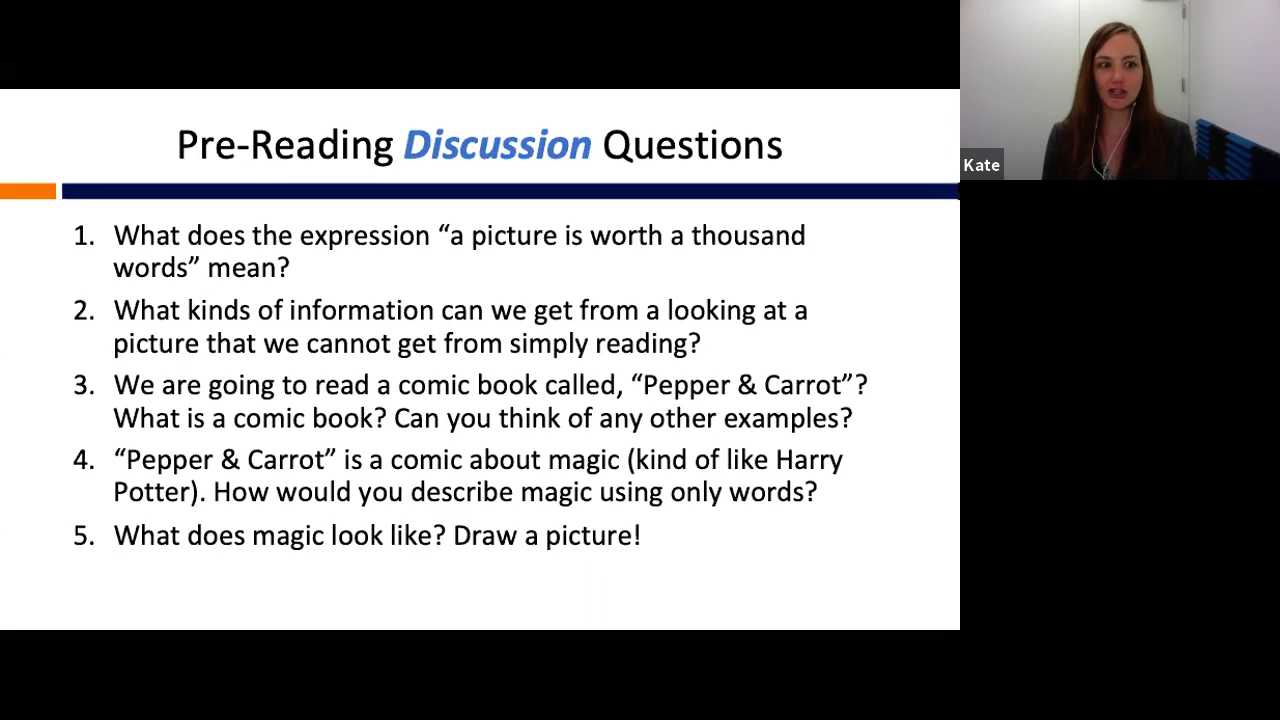 Pre-Reading Discussion Questions
1. What does the expression “a picture is worth a thousand
words” mean?
2. What kinds of information can we get from a looking at a
picture that we cannot get from simply reading?
3. We are going to read a comic book called, “Pepper & Carrot”?
What is a comic book? Can you think of any other examples?
4. “Pepper & Carrot” is a comic about magic (kind of like Harry
Potter). How would you describe magic using only words?
5. What does magic look like? Draw a picture!
Kate